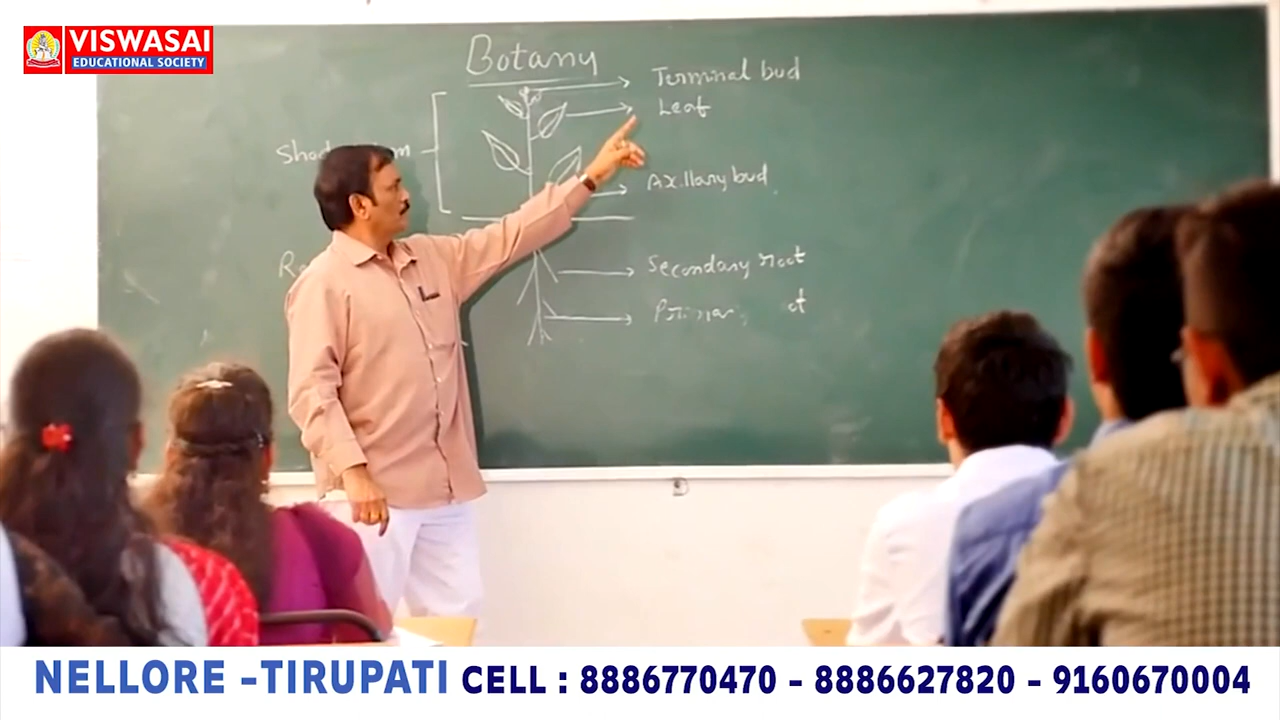 VISWASAI
EDUCATIONAL SOCIETY
Botany
Terminal bud
Leaf
Axillary bud
Secondary root
NELLORE -TIRUPATI CELL : 8886770470 - 8886627820 - 9160670004